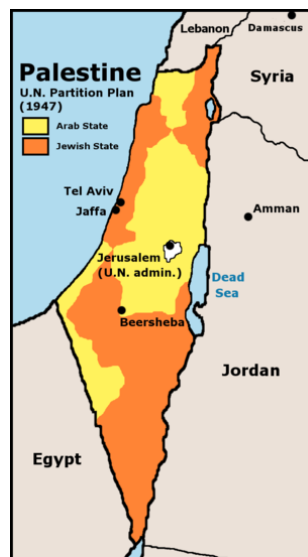 Lebanon
Damascus
Palestine
U.N. Partition Plan
(1947)
Syria
Arab State
Jewish State
Tel Aviv
Jaffa
Amman
Jerusalem
(U.N. admin.)
Dead
Sea
Beersheba
Jordan
Egypt